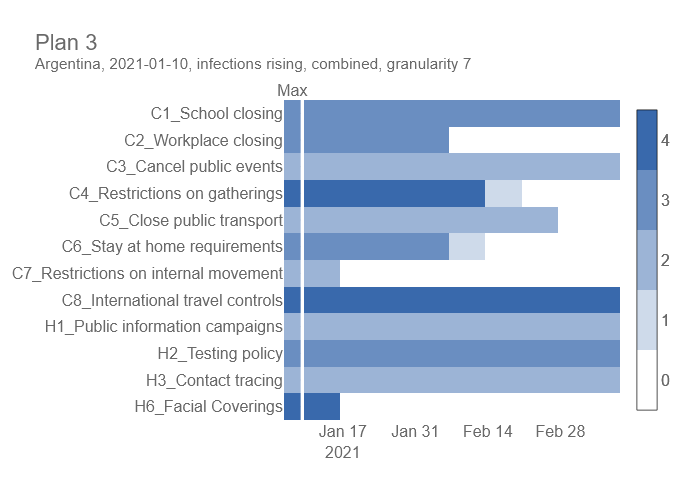 Plan 3
Argentina, 2021-01-10, infections rising, combined, granularity 7
Max
C1_School closing
C2_Workplace closing
C3_Cancel public events
C4_Restrictions on gatherings
C5_Close public transport
C6_Stay at home requirements
C7_Restrictions on internal movement
C8_International travel controls
H1_Public information campaigns
H2_Testing policy
H3_Contact tracing
H6_Facial Coverings
Jan 17 Jan 31 Feb 14 Feb 28
2021
4
3
2
1
0